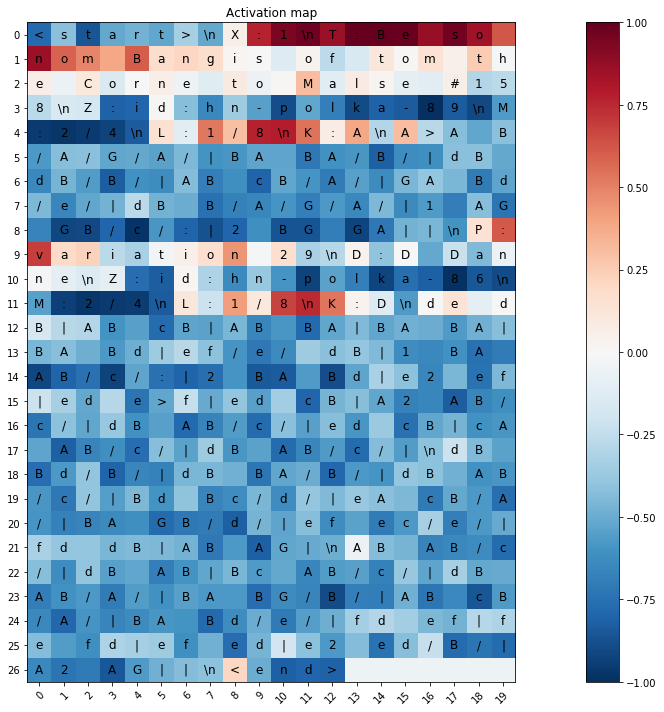 Activation map
0 < s t a r t > \n X : 1 \n T : B e s o
1 n o m B a n g i s o f t o m t h
2 e C o r n e t o M a l s e # 1 5
3 8 \n Z : i d : h n - p o l k a - 8 9 \n M
4 : 2 / 4 \n L : 1 / 8 \n K : A \n A > A B
5 / A / G / A / | B A B A / B / | d B
6 d B / B / | A B c B / A / | G A B d
7 / e / | d B B / A / G / A / | 1 A G
8 G B / c / : | 2 B G G A | | \n P :
9 v a r i a t i o n 2 9 \n D : D D a n
10 n e \n Z : i d : h n - p o l k a - 8 6 \n
11 M : 2 / 4 \n L : 1 / 8 \n K : D \n d e d
12 B | A B c B | A B B A | B A B A |
13 B A B d | e f / e / d B | 1 B A
14 A B / c / : | 2 B A B d | e 2 e f
15 | e d e > f | e d c B | A 2 A B /
16 c / | d B A B / c / | e d c B | c A
17 A B / c / | d B A B / c / | \n d B
18 B d / B / | d B B A / B / | d B A B
19 / c / | B d B c / d / | e A c B / A
20 / | B A G B / d / | e f e c / e / |
21 f d d B | A B A G | \n A B A B / c
22 / | d B A B | B c A B / c / | d B
23 A B / A / | B A B G / B / | A B c B
24 / A / | B A B d / e / | f d e f | f
25 e f d | e f e d | e 2 e d / B / |
26 A 2 A G | | \n < e n d >
0 1 2 3 4 5 6 7 8 9 10 11 12 13 14 15 16 17 18 19
1.00
0.75
0.50
0.25
0.00
−0.25
−0.50
−0.75
−1.00